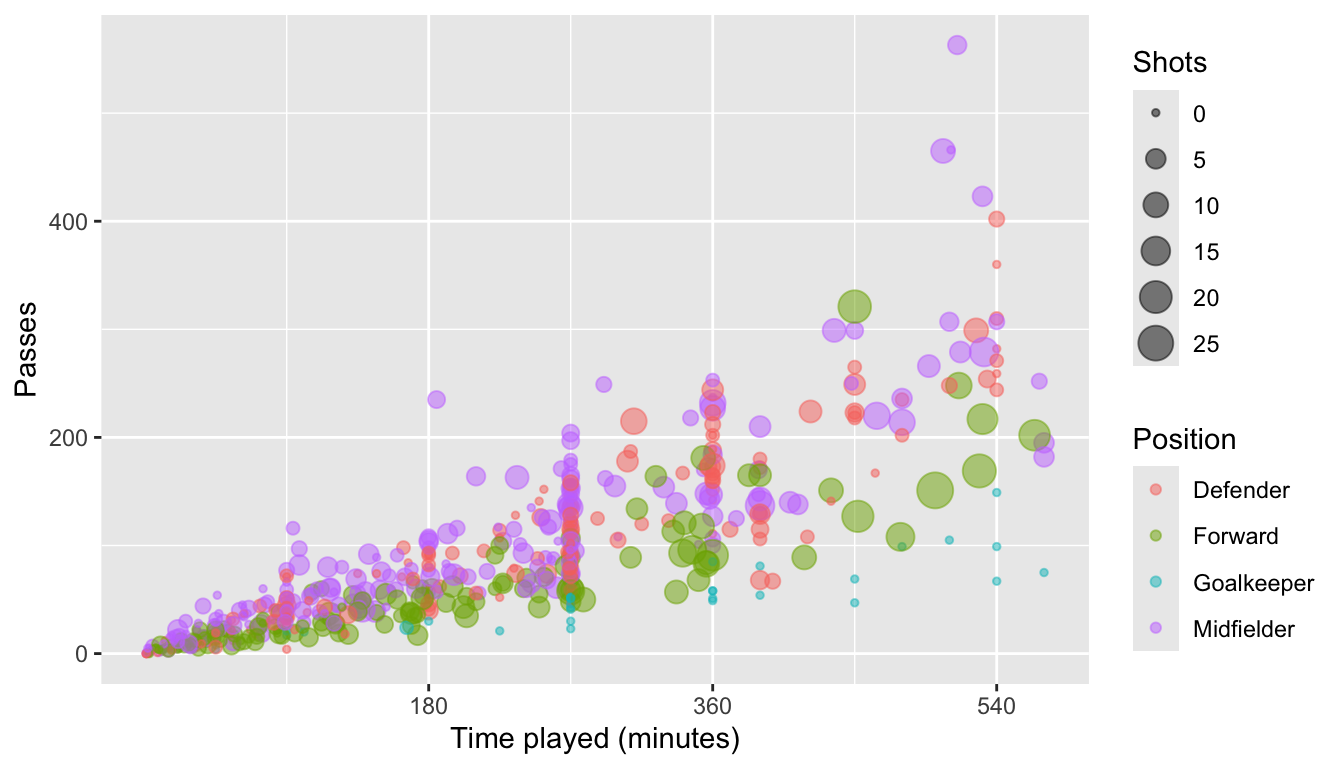 Passes
400
200
0
180
360
540
Time played (minutes)
Shots
0
5
10
15
20
25
Position
Defender
Forward
Goalkeeper
Midfielder